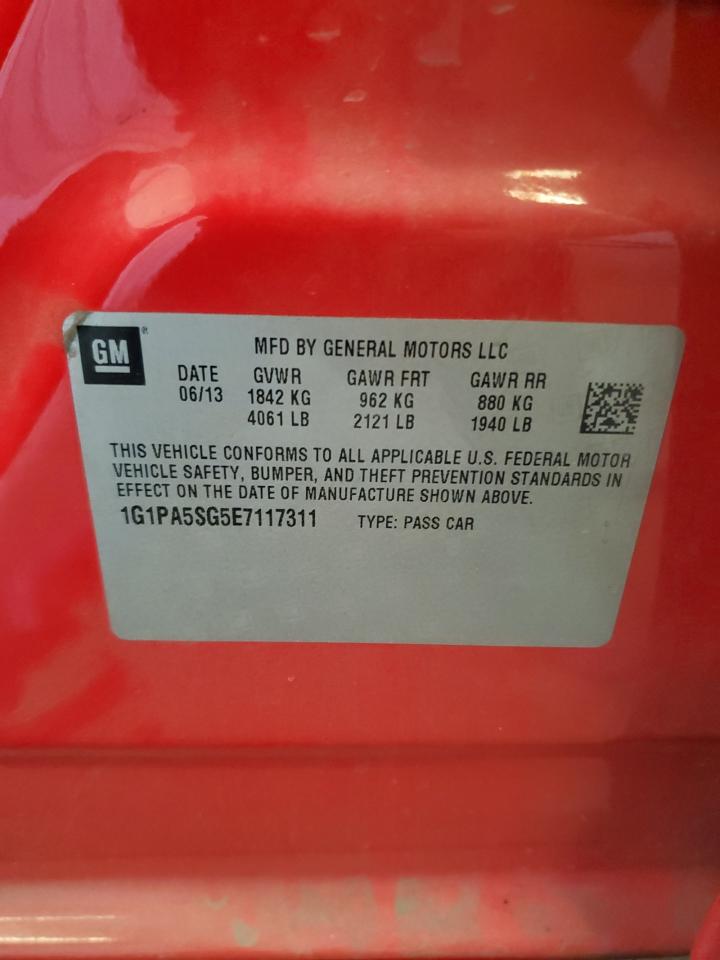 GM®
MFD BY GENERAL MOTORS LLC
DATE GVWR GAWR FRT GAWR RR
06/13 1842 KG 962 KG 880 KG
4061 LB 2121 LB 1940 LB
THIS VEHICLE CONFORMS TO ALL APPLICABLE U.S. FEDERAL MOTOR
VEHICLE SAFETY, BUMPER, AND THEFT PREVENTION STANDARDS IN
EFFECT ON THE DATE OF MANUFACTURE SHOWN ABOVE.
1G1PA5SG5E7117311 TYPE: PASS CAR